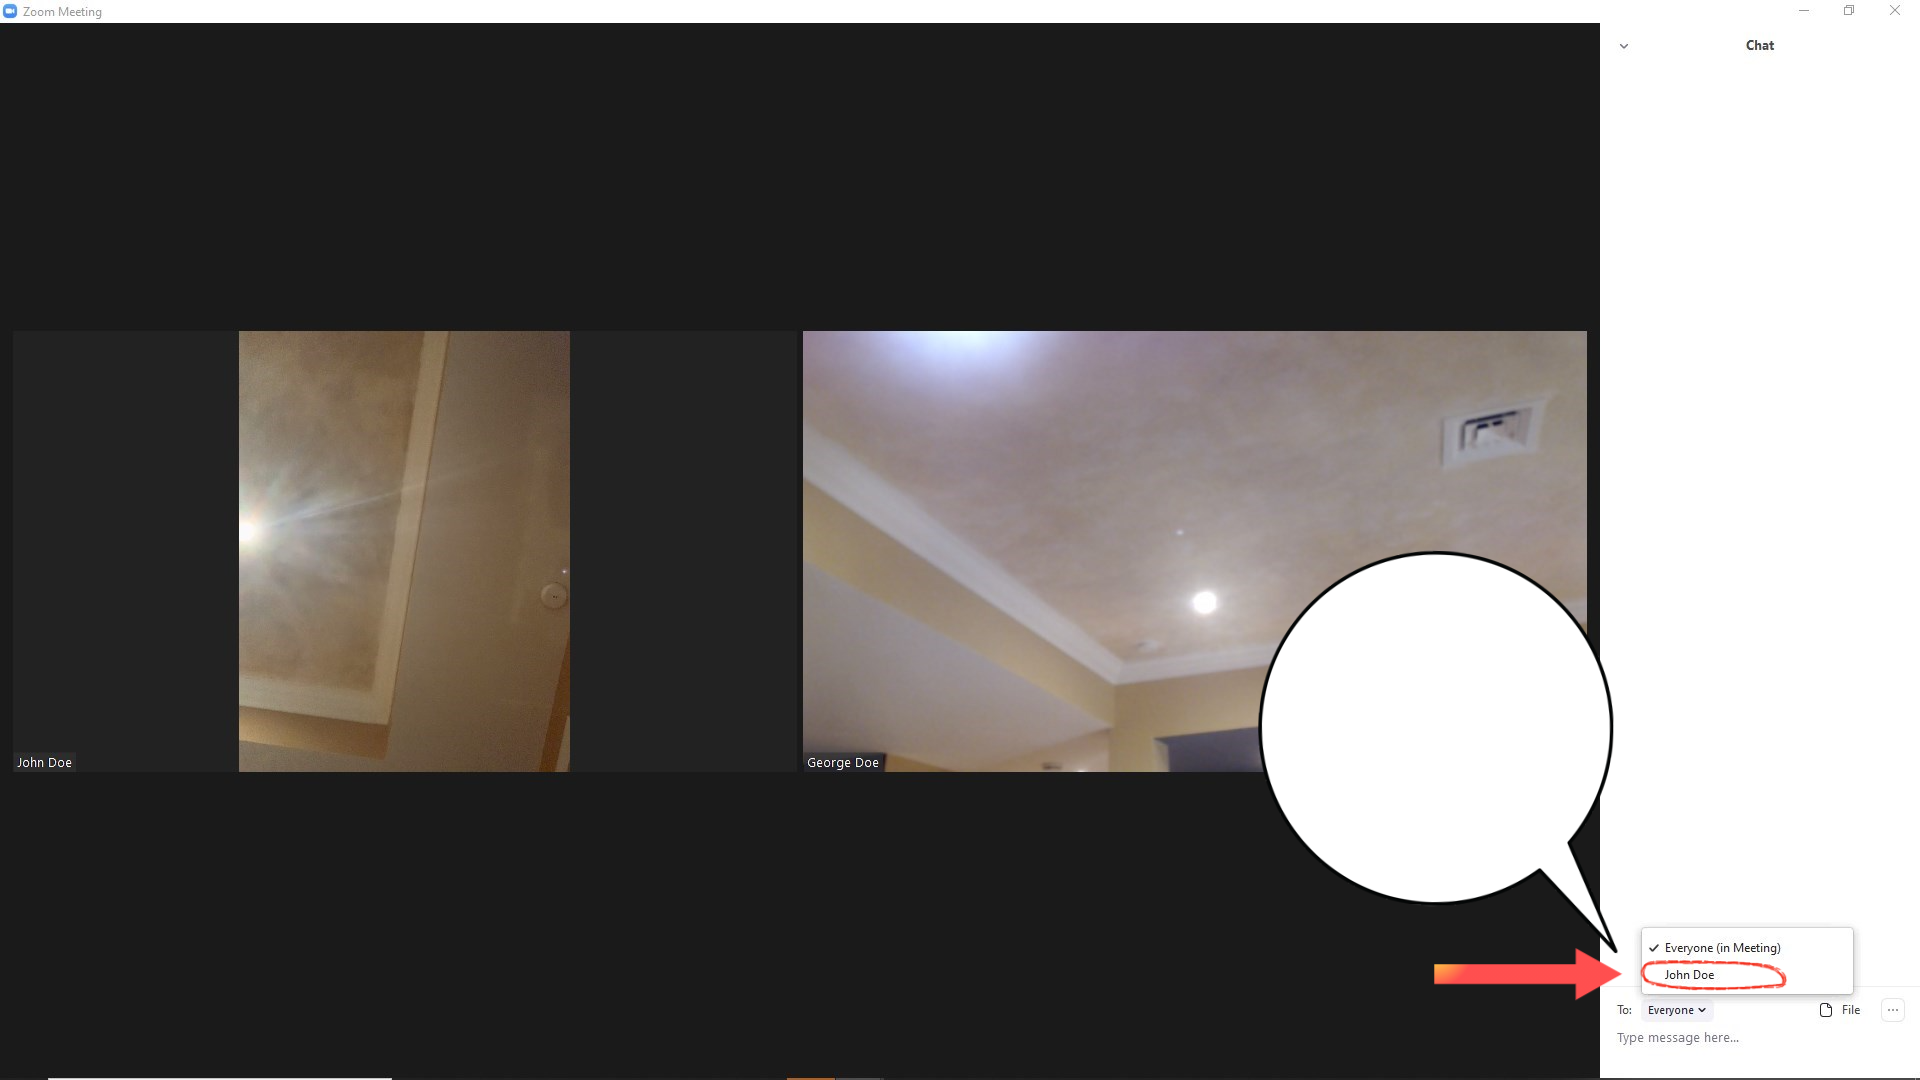 Zoom Meeting
Chat
John Doe
George Doe
Everyone (in Meeting)
John Doe
To: Everyone
File
Type message here...